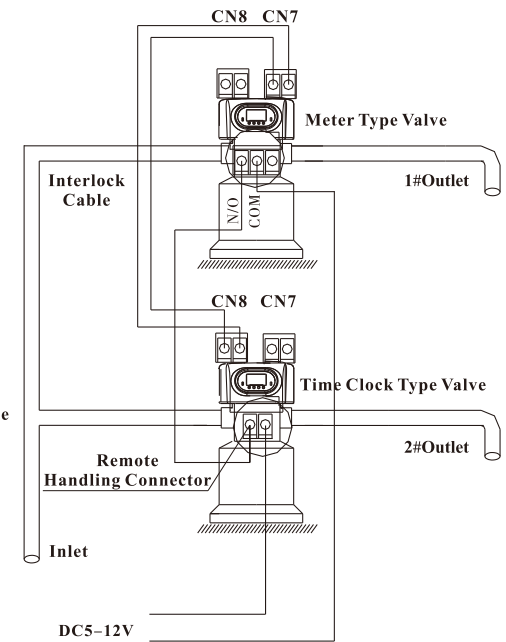 CN8 CN7
Meter Type Valve
Interlock
Cable
1#Outlet
N/O
COM
CN8 CN7
Time Clock Type Valve
e
2#Outlet
Remote
Handling Connector
Inlet
DC5-12V